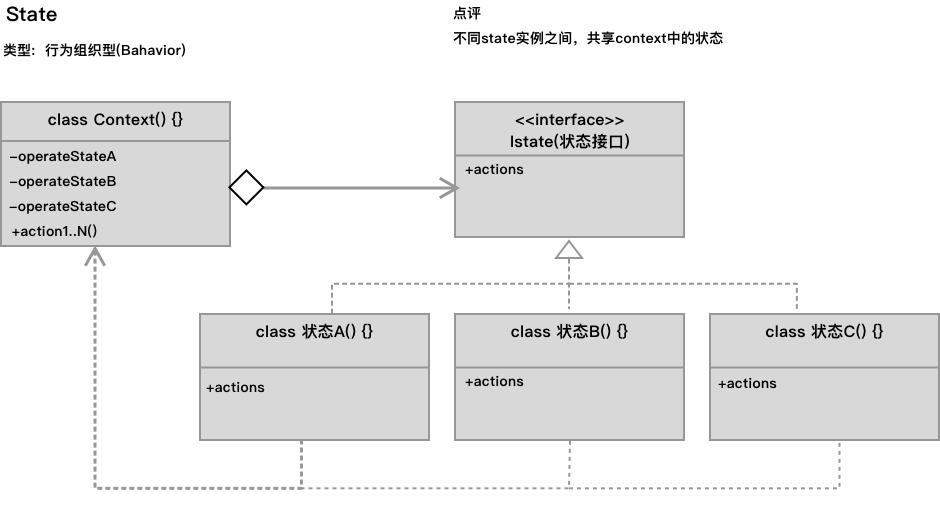 State
类型：行为组织型(Bahavior)
点评
不同state实例之间，共享context中的状态
class Context() {}
-operateStateA
-operateStateB
-operateStateC
+action1..N()
<<interface>>
Istate(状态接口)
+actions
class 状态A() {}
+actions
class 状态B() {}
+actions
class 状态C() {}
+actions